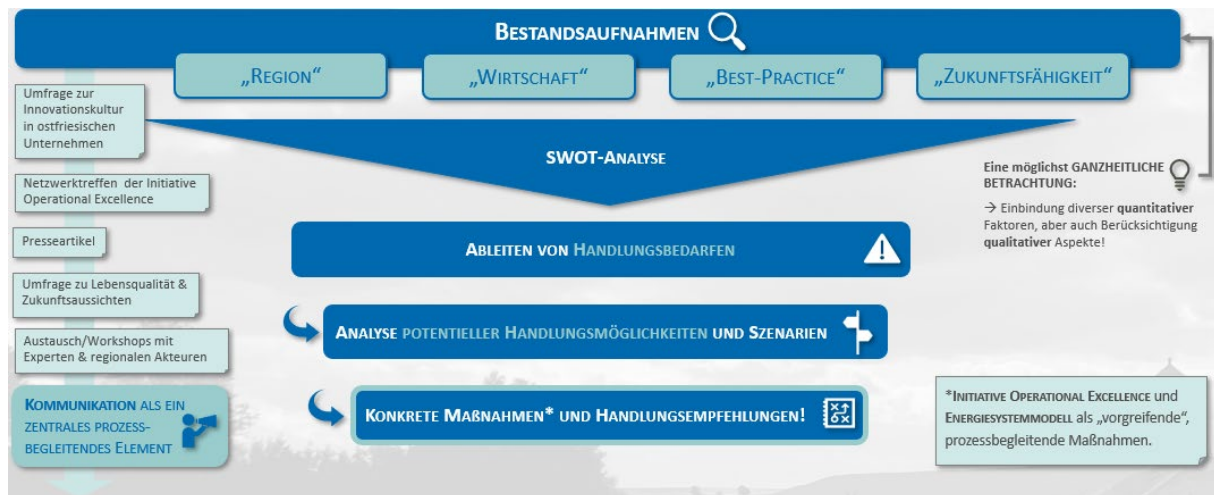 BESTANDSAUFNAHMEN
„REGION“
„WIRTSCHAFT“
„BEST-PRACTICE“
„ZUKUNFTSFÄHIGKEIT“
SWOT-ANALYSE
Umfrage zur
Innovationskultur
in ostfriesischen
Unternehmen
Netzwerktreffen der Initiative
Operational Excellence
Presseartikel
Umfrage zu Lebensqualität &
Zukunftsaussichten
Austausch/Workshops mit
Experten & regionalen Akteuren
KOMMUNIKATION ALS EIN
ZENTRALES PROZESS-
BEGLEITENDES ELEMENT
Eine möglichst GANZHEITLICHE
BETRACHTUNG:
→ Einbindung diverser quantitativer
Faktoren, aber auch Berücksichtigung
qualitativer Aspekte!
ABLEITEN VON HANDLUNGSBEDARFEN
ANALYSE POTENTIELLER HANDLUNGSMÖGLICHKEITEN UND SZENARIEN
KONKRETE MAßNAHMEN* UND HANDLUNGSEMPFEHLUNGEN!
*INITIATIVE OPERATIONAL EXCELLENCE und
ENERGIESYSTEMMODELL als „vorgreifende“,
prozessbegleitende Maßnahmen.